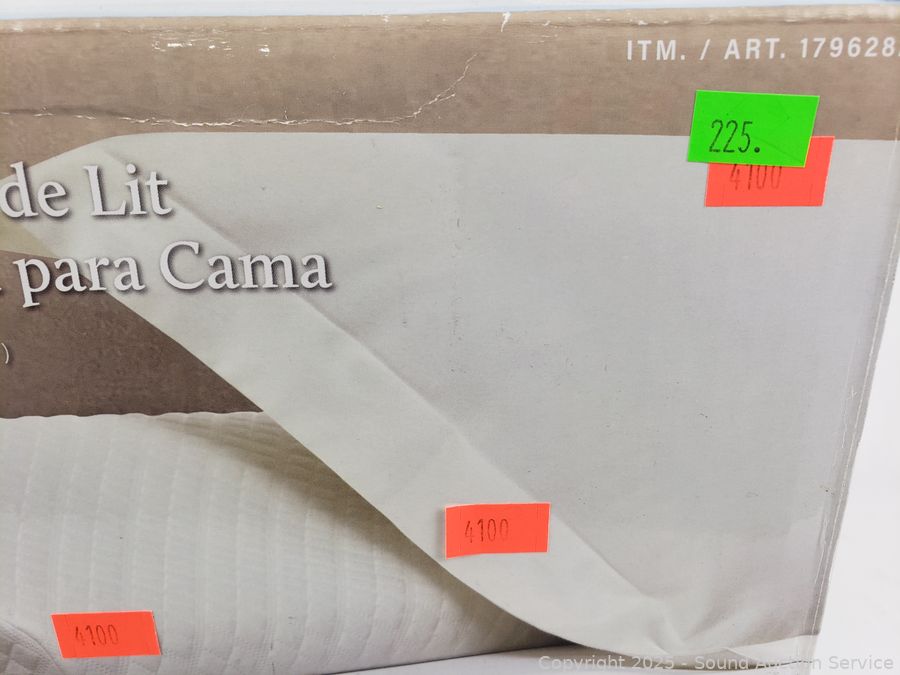 ITM. / ART. 179628
225.
4100
de Lit
para Cama
)
4100
4100
Copyright 2025 - Sound Auction Service